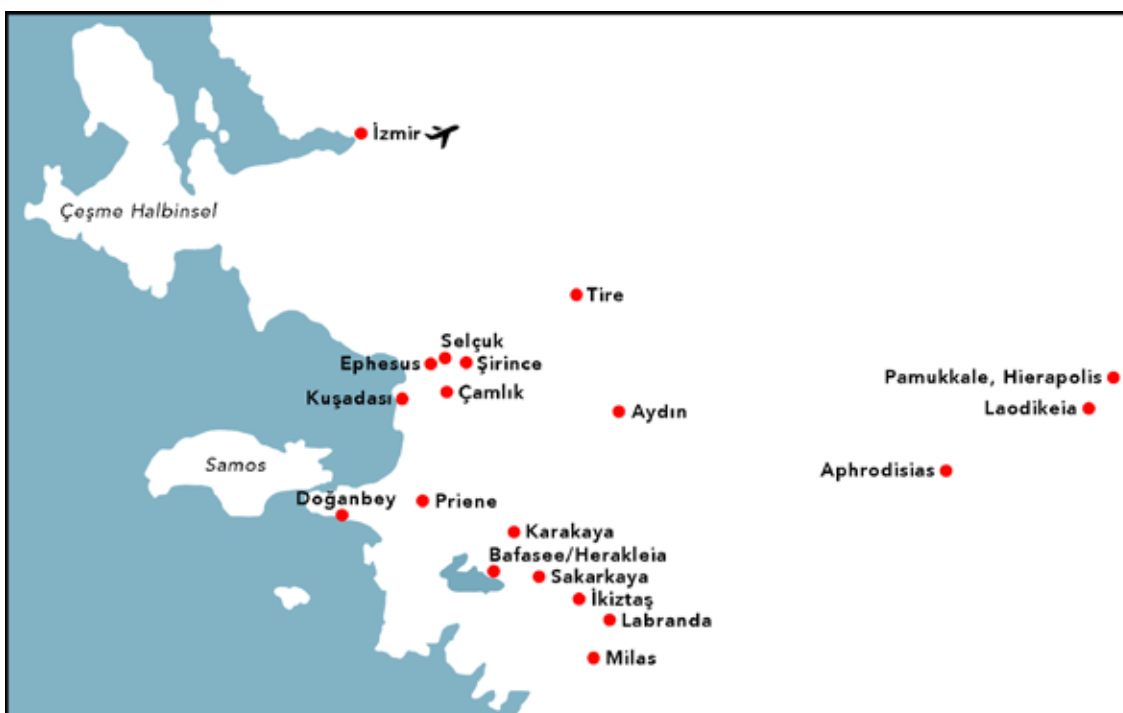 İzmir
Çeşme Halbinsel
Tire
Selçuk
Ephesus
Şirince
Pamukkale, Hierapolis
Kuşadası
Çamlık
Laodikeia
Aydın
Samos
Aphrodisias
Doğanbey
Priene
Karakaya
Bafasee/Herakleia
Sakarkaya
İkiztaş
Labranda
Milas